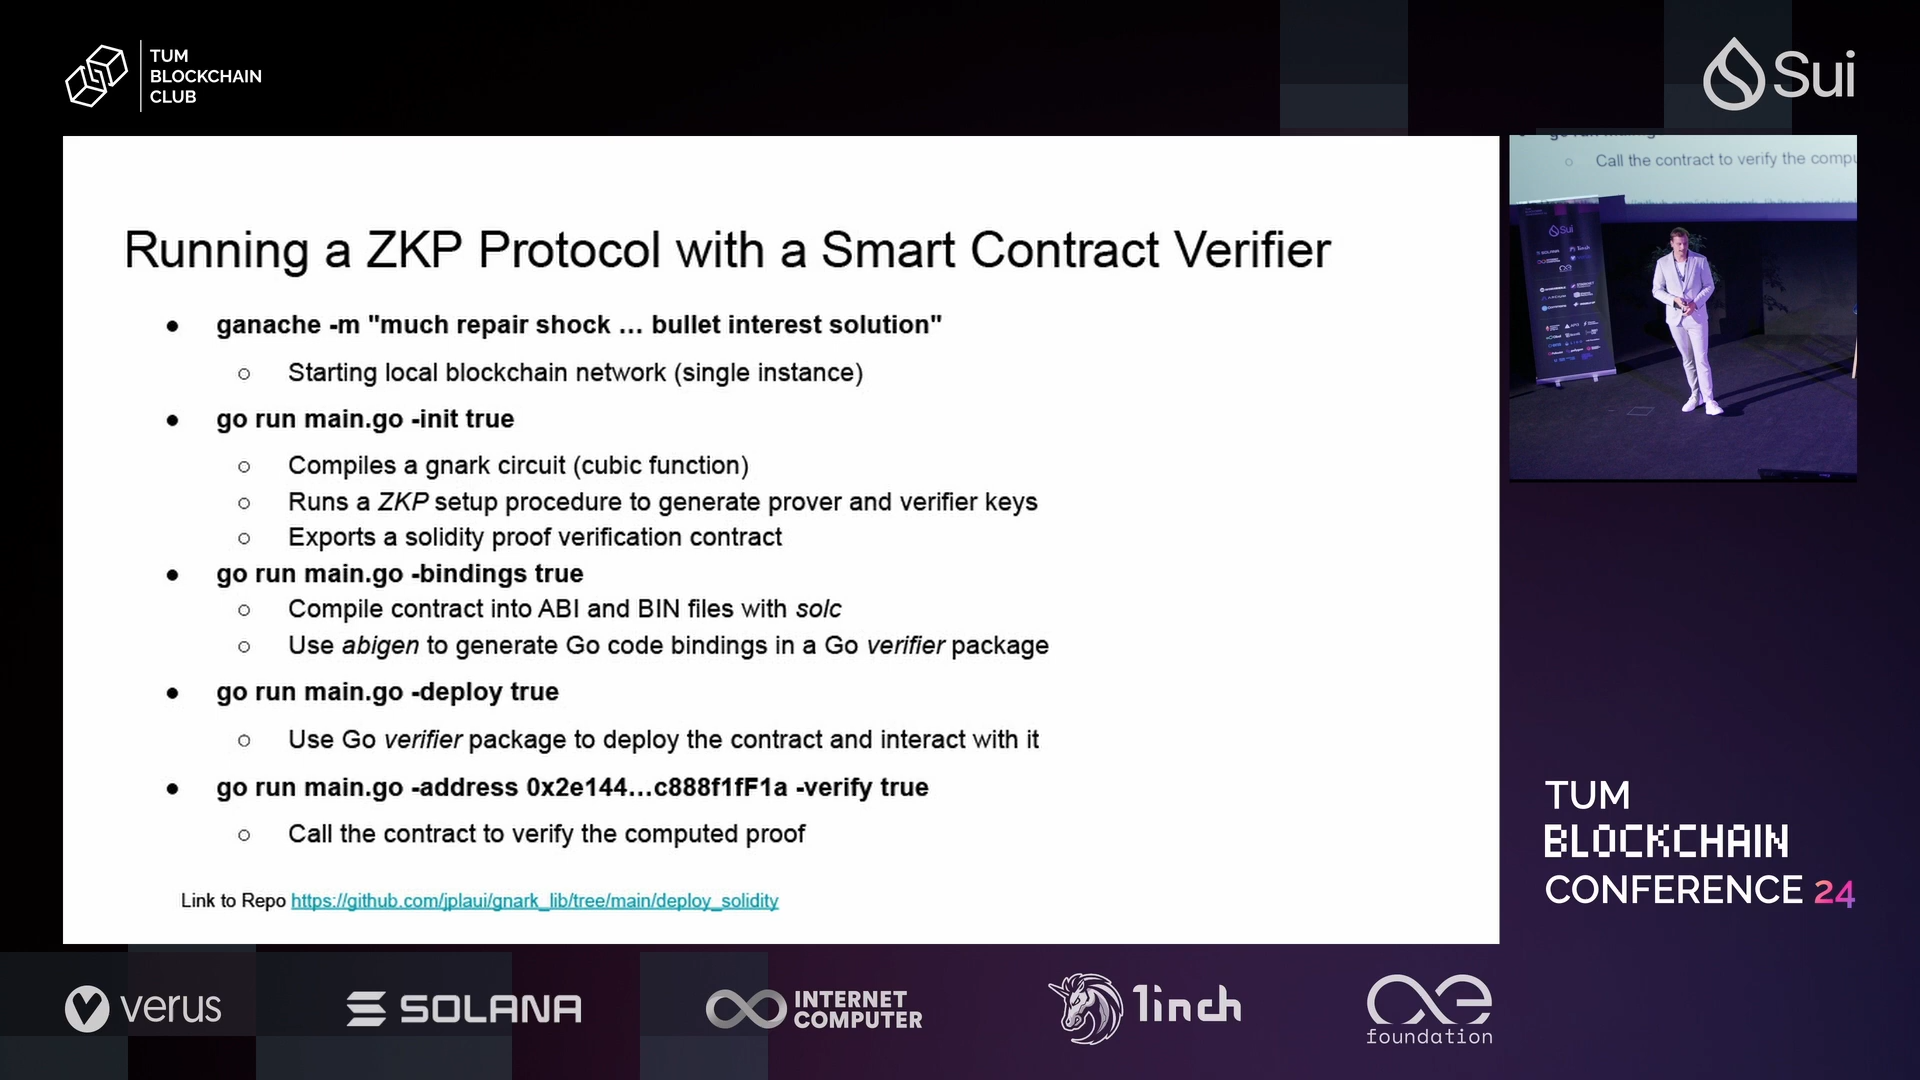 TUM
BLOCKCHAIN
CLUB
Sui
Running a ZKP Protocol with a Smart Contract Verifier
● ganache -m "much repair shock … bullet interest solution"
○ Starting local blockchain network (single instance)
● go run main.go -init true
○ Compiles a gnark circuit (cubic function)
○ Runs a ZKP setup procedure to generate prover and verifier keys
○ Exports a solidity proof verification contract
● go run main.go -bindings true
○ Compile contract into ABI and BIN files with solc
○ Use abigen to generate Go code bindings in a Go verifier package
● go run main.go -deploy true
○ Use Go verifier package to deploy the contract and interact with it
● go run main.go -address 0x2e144…c888f1fF1a -verify true
○ Call the contract to verify the computed proof
Link to Repo https://github.com/jplaui/gnark_lib/tree/main/deploy_solidity
○ Call the contract to verify the compu
Sui
SOLANA
1inch
TUM
BLOCKCHAIN
CONFERENCE 24
verus
SOLANA
INTERNET
COMPUTER
1inch
ae
foundation